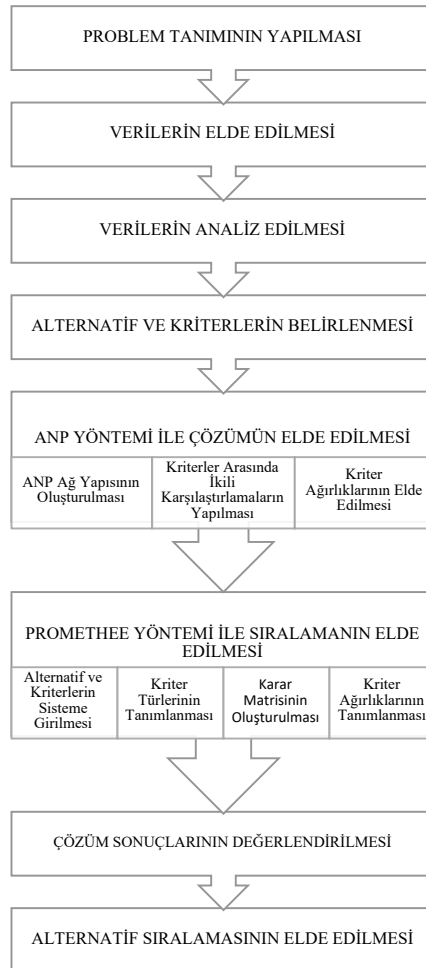 PROBLEM TANIMININ YAPILMASI
VERİLERİN ELDE EDİLMESİ
VERİLERİN ANALİZ EDİLMESİ
ALTERNATİF VE KRİTERLERİN BELİRLENMESİ
ANP YÖNTEMİ İLE ÇÖZÜMÜN ELDE EDİLMESİ
ANP Ağ Yapısının
Oluşturulması
Kriterler Arasında
İkili
Karşılaştırlamaların
Yapılması
Kriter
Ağırlıklarının Elde
Edilmesi
PROMETHEE YÖNTEMİ İLE SIRALAMANIN ELDE
EDİLMESİ
Alternatif ve
Kriterlerin
Sisteme
Girilmesi
Kriter
Türlerinin
Tanımlanması
Karar
Matrisinin
Oluşturulması
Kriter
Ağırlıklarının
Tanımlanması
ÇÖZÜM SONUÇLARININ DEĞERLENDİRİLMESİ
ALTERNATİF SIRALAMASININ ELDE EDİLMESİ